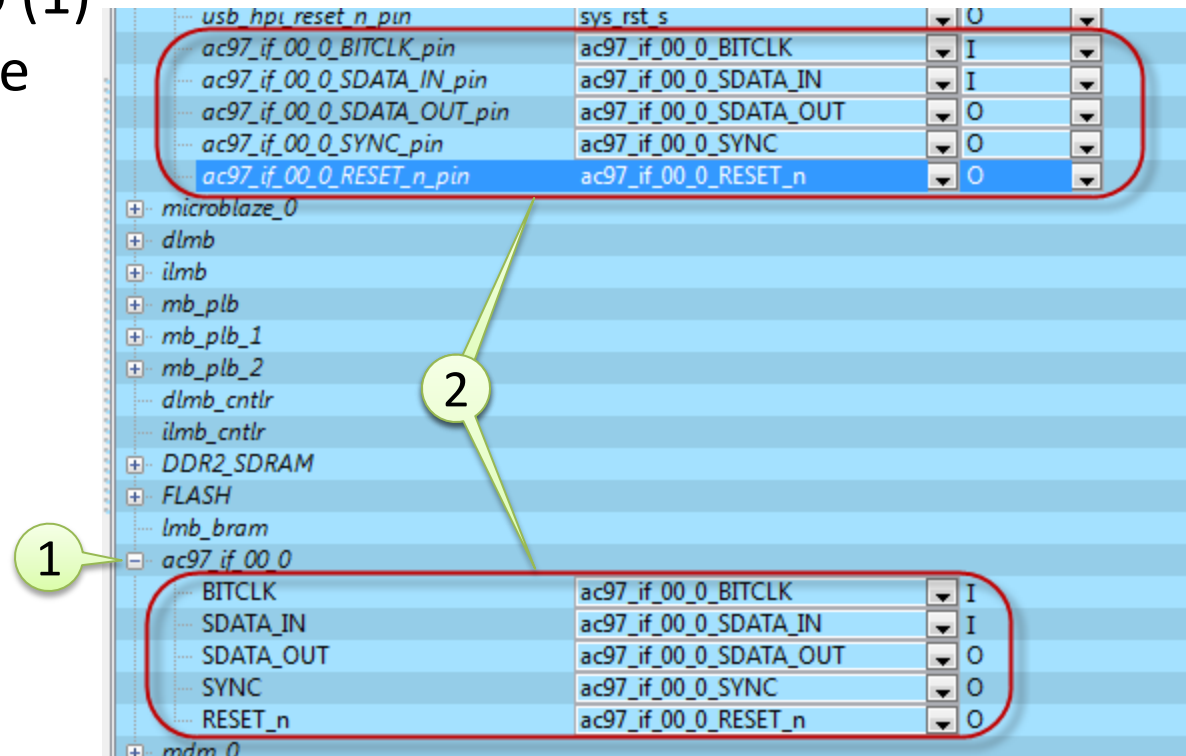 (1)
e
usb_hpi_reset_n_pin sys_rst_s O
ac97_if_00_0_BITCLK_pin ac97_if_00_0_BITCLK I
ac97_if_00_0_SDATA_IN_pin ac97_if_00_0_SDATA_IN I
ac97_if_00_0_SDATA_OUT_pin ac97_if_00_0_SDATA_OUT O
ac97_if_00_0_SYNC_pin ac97_if_00_0_SYNC O
ac97_if_00_0_RESET_n_pin ac97_if_00_0_RESET_n O
microblaze_0
dlmb
ilmb
mb_plb
mb_plb_1
mb_plb_2
2
dlmb_cntlr
ilmb_cntlr
DDR2_SDRAM
FLASH
lmb_bram
1
ac97_if_00_0
BITCLK ac97_if_00_0_BITCLK I
SDATA_IN ac97_if_00_0_SDATA_IN I
SDATA_OUT ac97_if_00_0_SDATA_OUT O
SYNC ac97_if_00_0_SYNC O
RESET_n ac97_if_00_0_RESET_n O
mdm_0